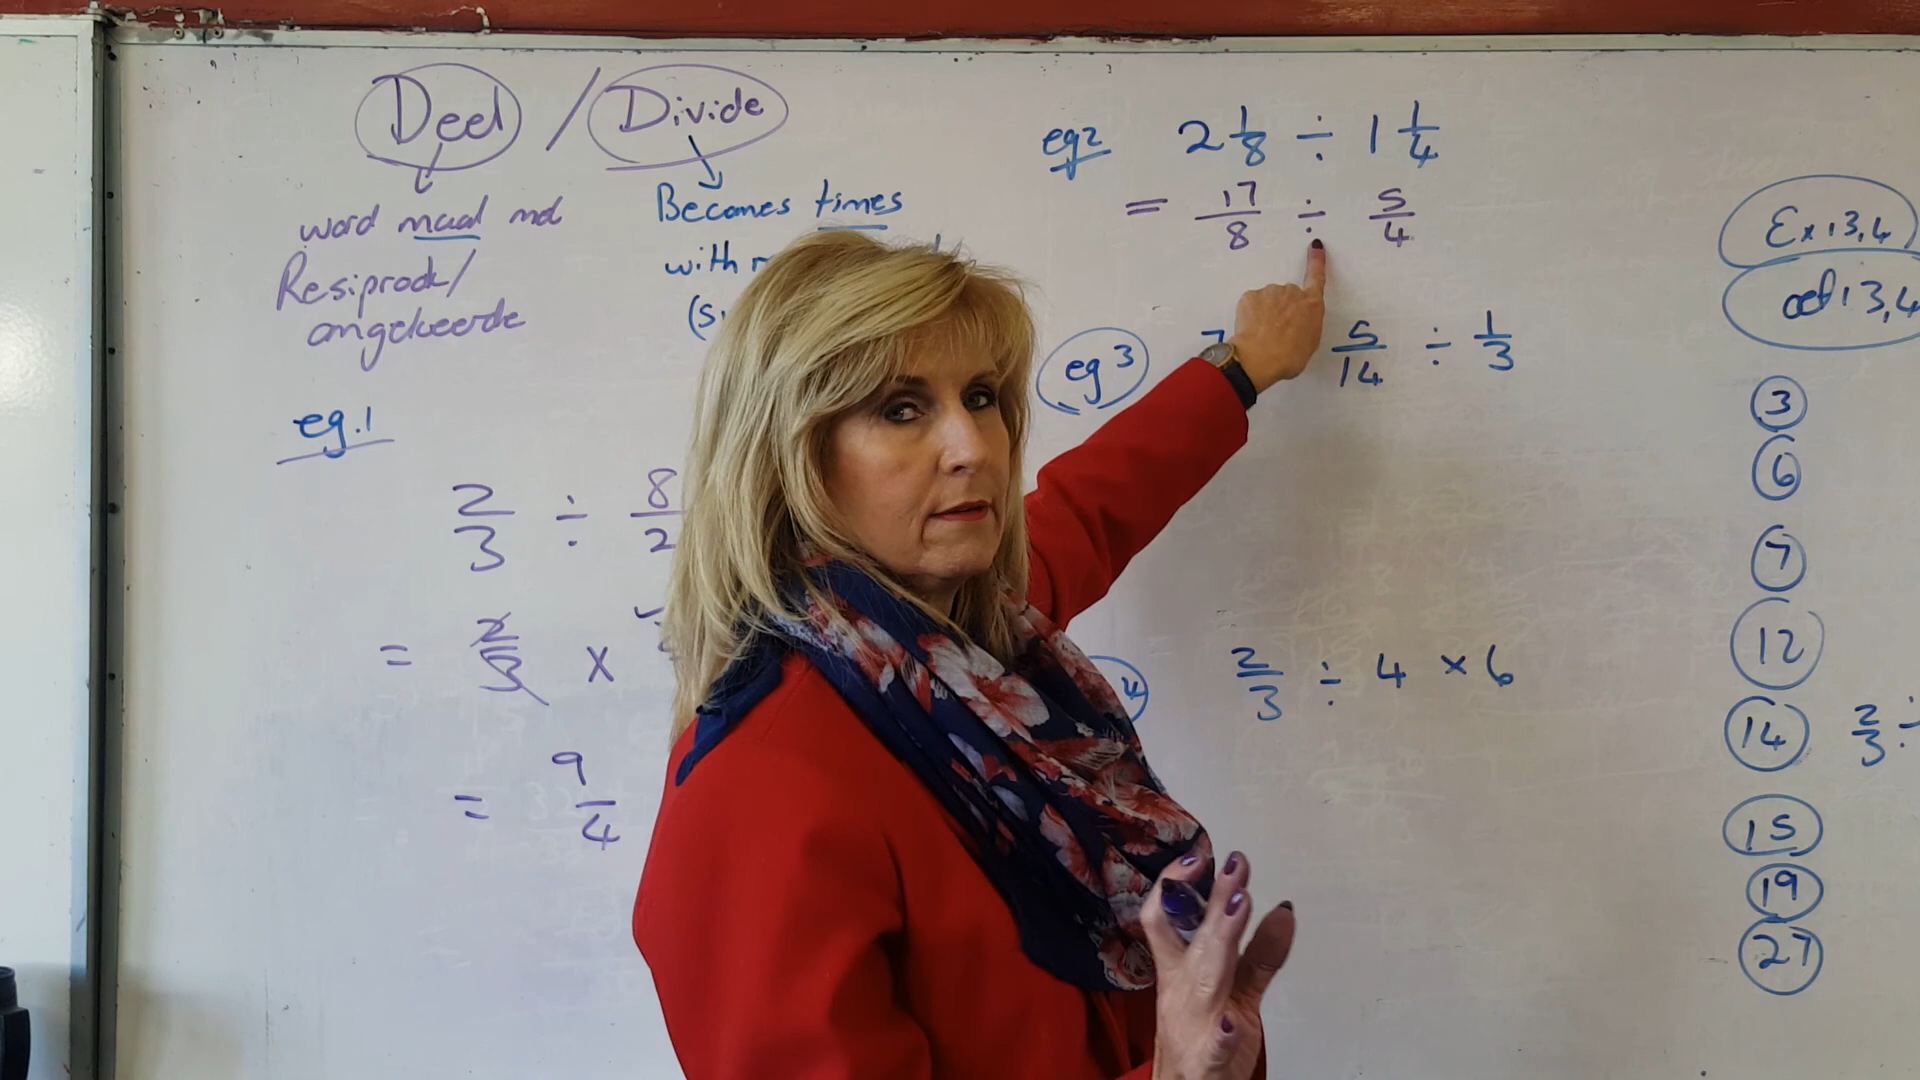 Deel / Divide
word maal met
Resiprook/
omgekeerde
Becomes times
with
eg.1
2/3 ÷ 8/2
= 2/3 ×
= 9/4
eg2 2 1/8 ÷ 1 1/4
= 17/8 ÷ 5/4
eg 3 5/14 ÷ 1/3
4 2/3 ÷ 4 × 6
Ex 13,4
oef 13,4
3
6
7
12
14 2/3 ÷
15
19
27